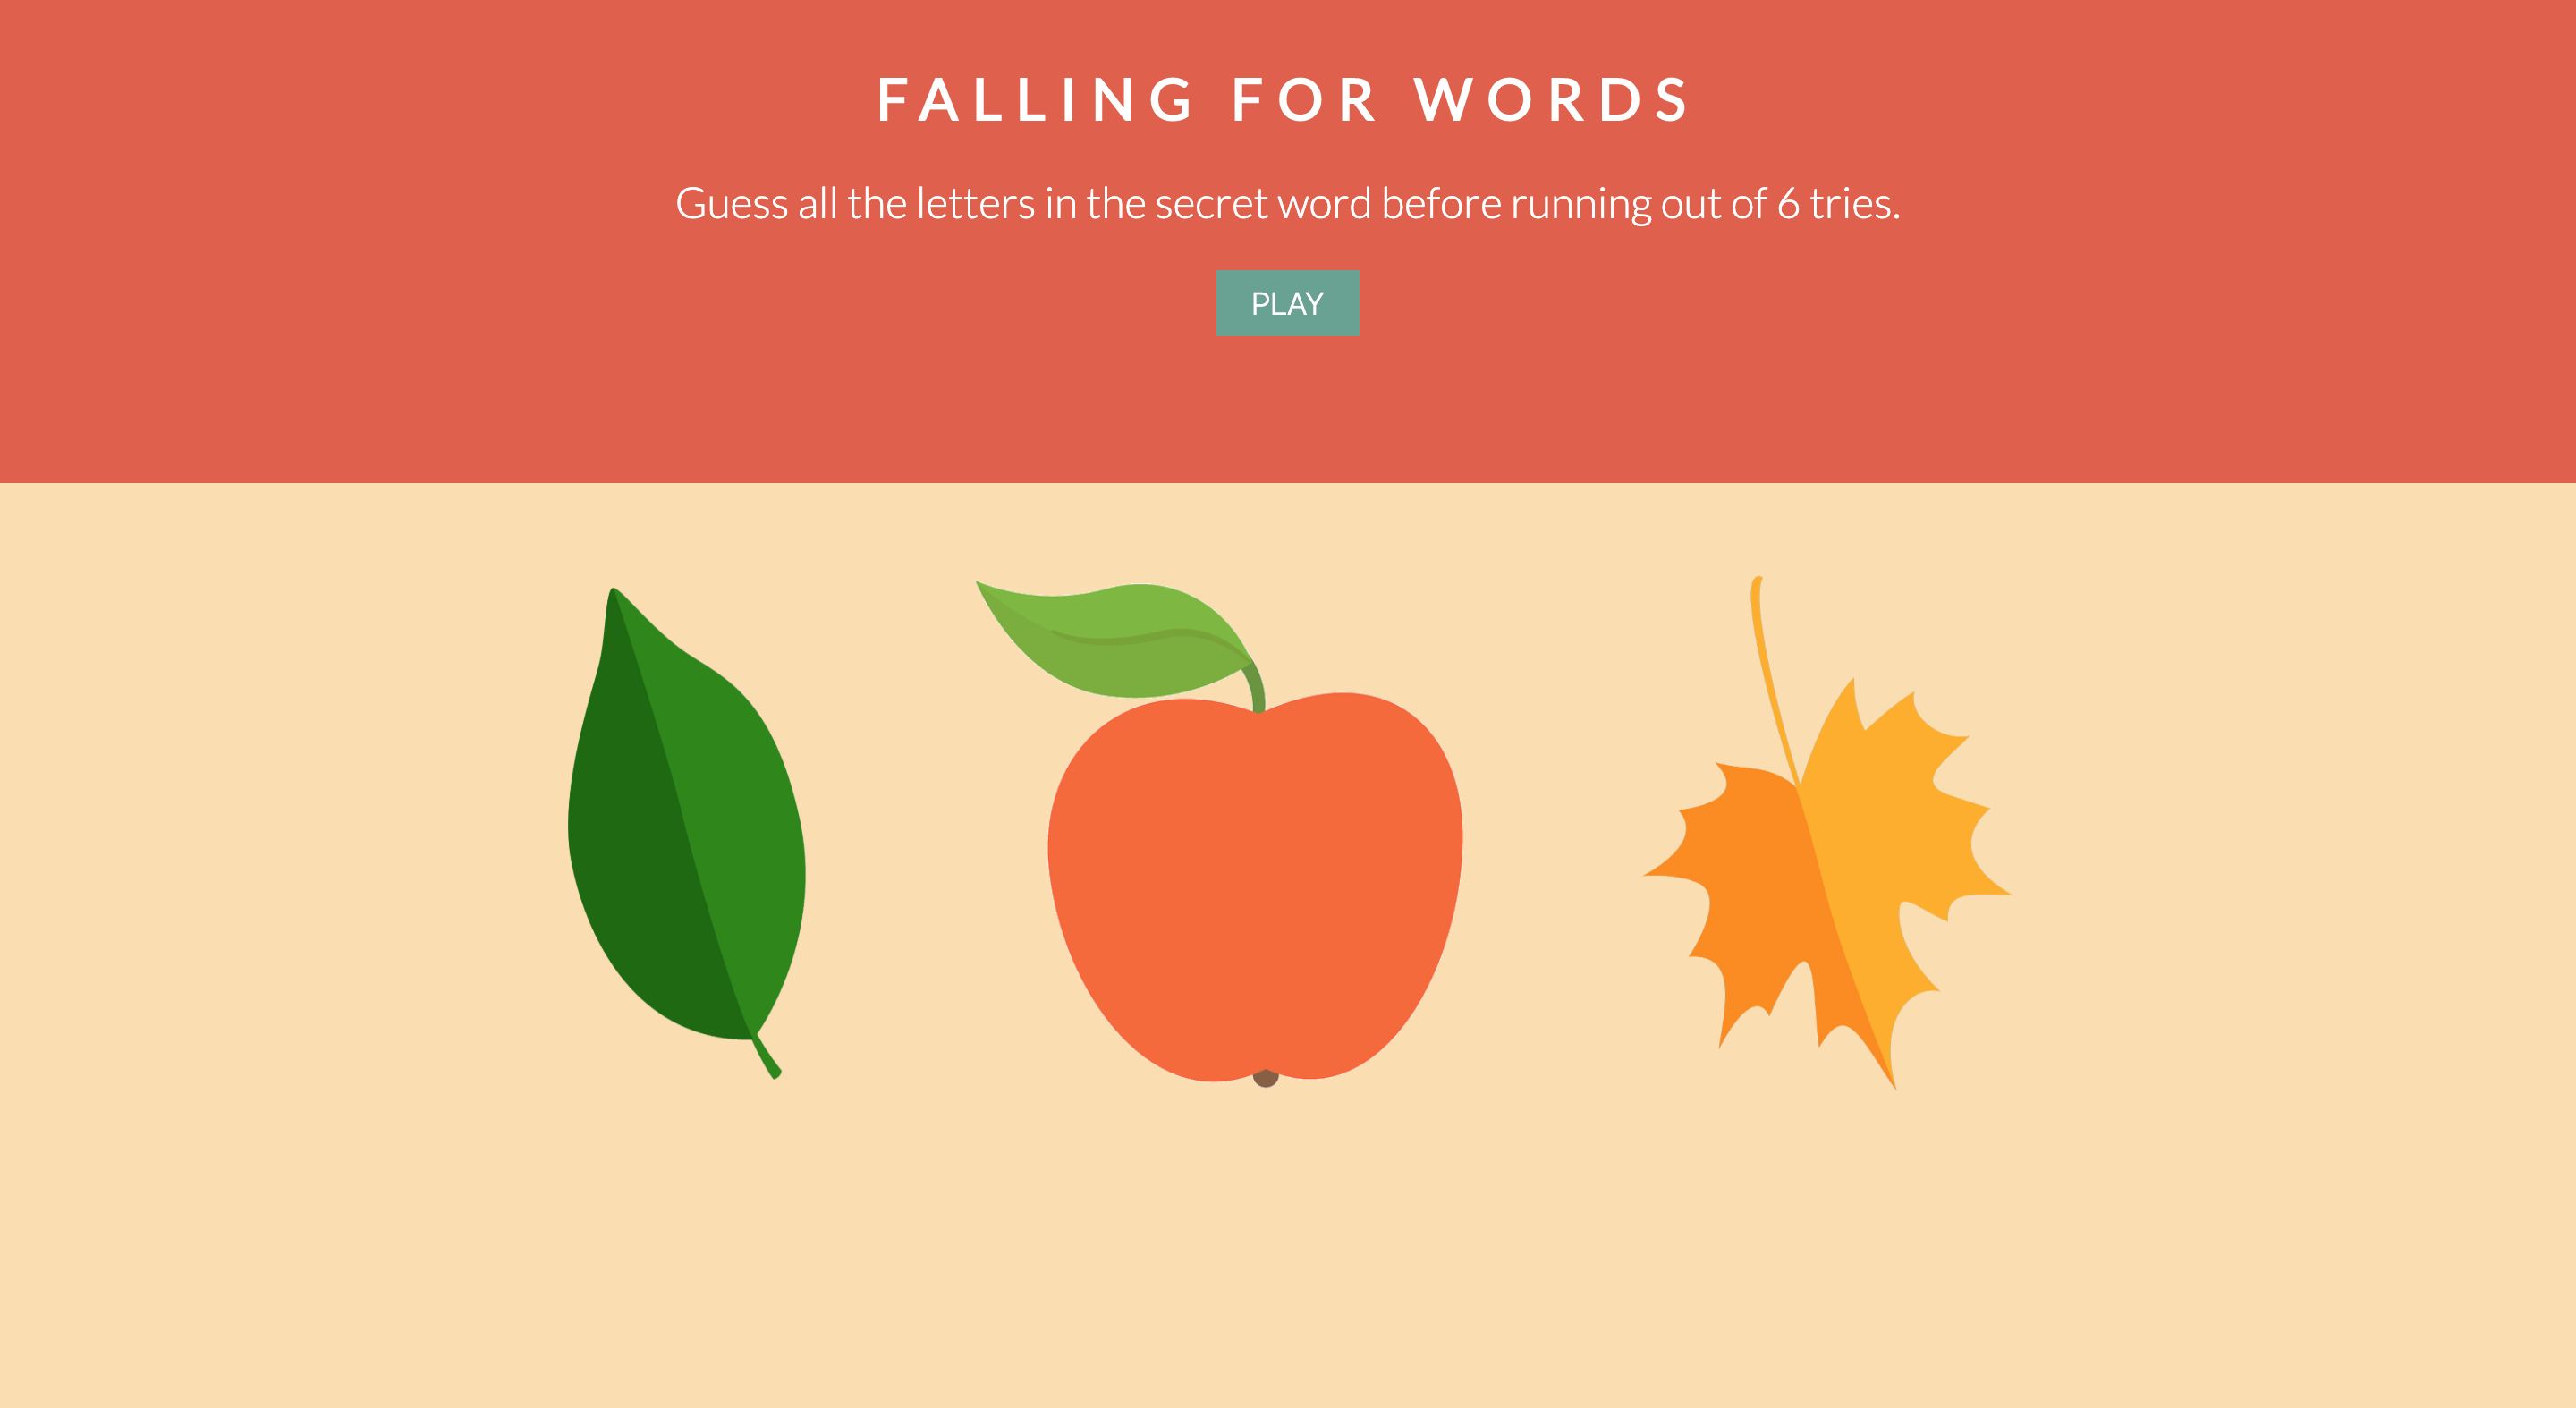 FALLING FOR WORDS
Guess all the letters in the secret word before running out of 6 tries.
PLAY